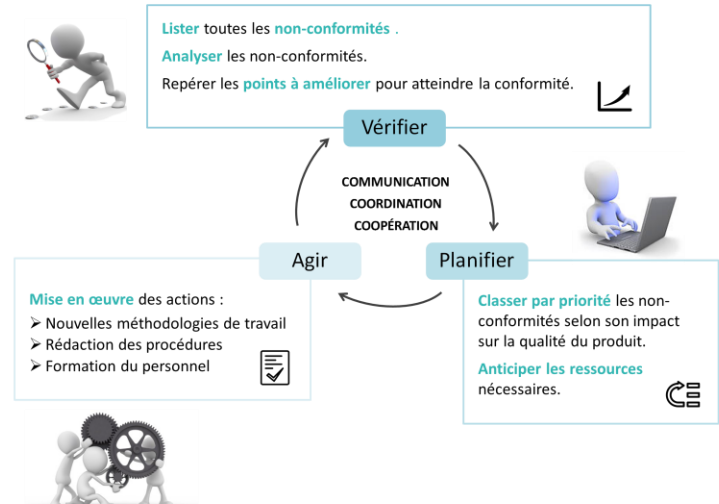 Lister toutes les non-conformités .
Analyser les non-conformités.
Repérer les points à améliorer pour atteindre la conformité.
Vérifier
COMMUNICATION
COORDINATION
COOPÉRATION
Agir
Planifier
Mise en œuvre des actions :
➢ Nouvelles méthodologies de travail
➢ Rédaction des procédures
➢ Formation du personnel
Classer par priorité les non-
conformités selon son impact
sur la qualité du produit.
Anticiper les ressources
nécessaires.